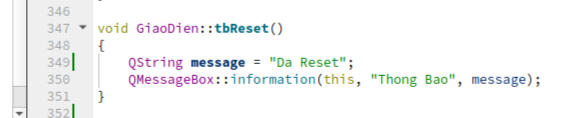 346
347 void GiaoDien::tbReset()
348 {
349     QString message = "Da Reset";
350     QMessageBox::information(this, "Thong Bao", message);
351 }
352